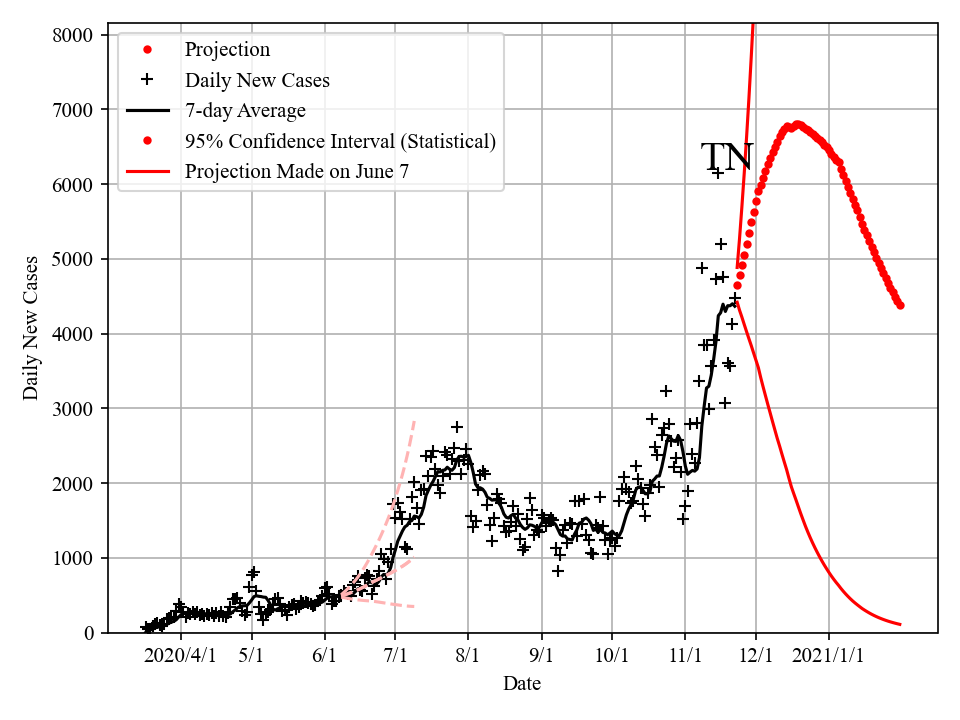 8000
7000
6000
5000
4000
3000
2000
1000
0
Daily New Cases
Projection
Daily New Cases
7-day Average
95% Confidence Interval (Statistical)
Projection Made on June 7
TN
2020/4/1 5/1 6/1 7/1 8/1 9/1 10/1 11/1 12/1 2021/1/1
Date